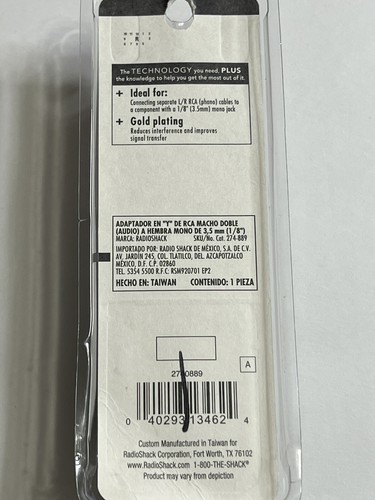 The TECHNOLOGY you need, PLUS
the knowledge to help you get the most out of it.
+ Ideal for:
Connecting separate L/R RCA (phono) cables to
a component with a 1/8" (3.5mm) mono jack
+ Gold plating
Reduces interference and improves
signal transfer
ADAPTADOR EN "Y" DE RCA MACHO DOBLE
(AUDIO) A HEMBRA MONO DE 3,5 mm (1/8")
MARCA: RADIOSHACK SKU/No. Cat. 274-889
IMPORTADO POR: RADIO SHACK DE MÉXICO, S.A. DE C.V.
AV. JARDÍN 245, COL. TLATILCO, DEL. AZCAPOTZALCO
MÉXICO, D.F. C.P. 02860
TEL. 5354 5500 R.F.C: RSM920701 EP2
HECHO EN: TAIWAN CONTENIDO: 1 PIEZA
A
0 40293 13462 4
Custom Manufactured in Taiwan for
RadioShack Corporation, Fort Worth, TX 76102
www.RadioShack.com 1-800-THE-SHACK®
Product may vary from depiction